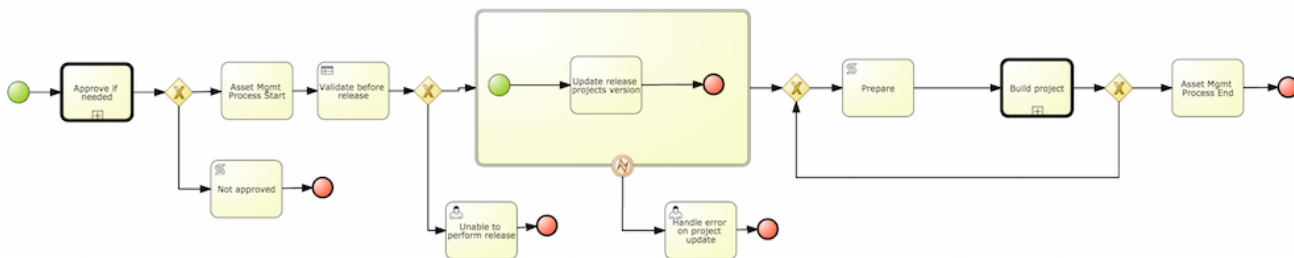 Approve if
needed
Asset Mgmt
Process Start
Validate before
release
Update release
projects version
Prepare
Build project
Asset Mgmt
Process End
Not approved
Unable to
perform release
Handle error
on project
update